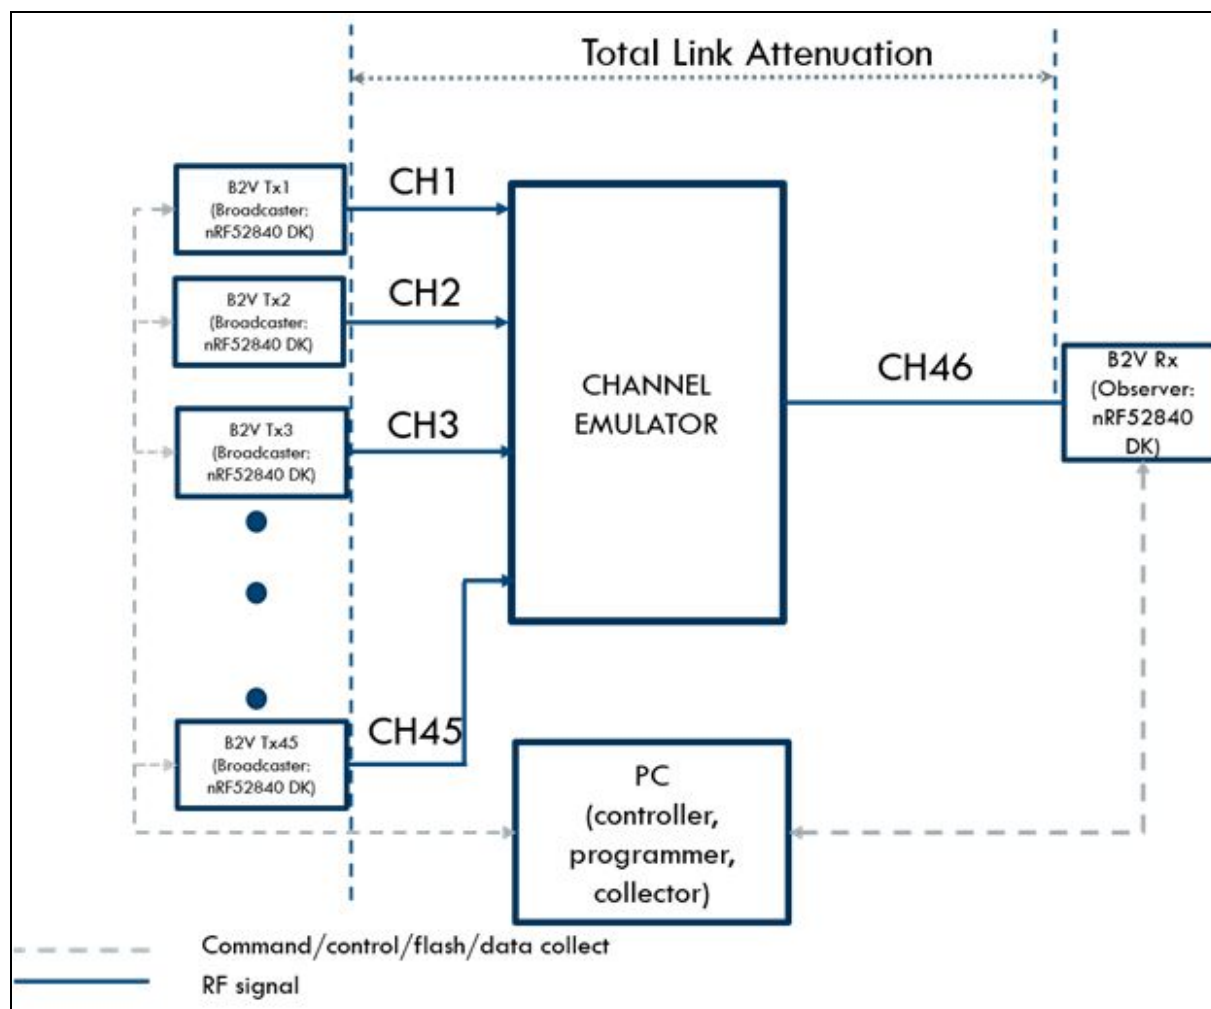 Total Link Attenuation
B2V Tx1
(Broadcaster:
nRF52840 DK)
CH1
B2V Tx2
(Broadcaster:
nRF52840 DK)
CH2
B2V Tx3
(Broadcaster:
nRF52840 DK)
CH3
CHANNEL
EMULATOR
CH46
B2V Rx
(Observer:
nRF52840
DK)
B2V Tx45
(Broadcaster:
nRF52840 DK)
CH45
PC
(controller,
programmer,
collector)
Command/control/flash/data collect
RF signal